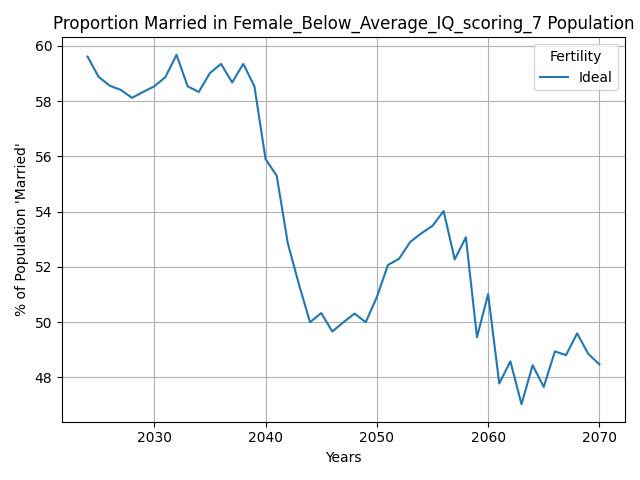 Proportion Married in Female_Below_Average_IQ_scoring_7 Population
% of Population 'Married'
60
58
56
54
52
50
48
Fertility
Ideal
2030 2040 2050 2060 2070
Years